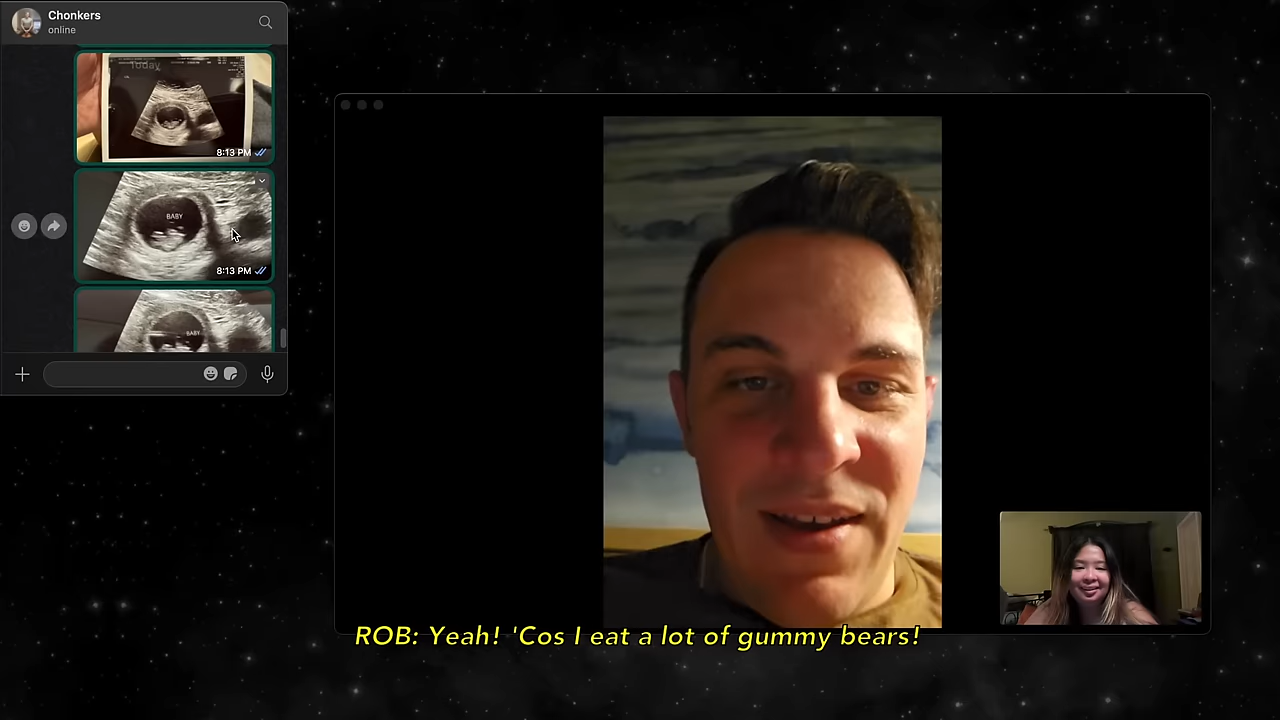 Chonkers
online
Today
8:13 PM
BABY
8:13 PM
BABY
ROB: Yeah! 'Cos I eat a lot of gummy bears!